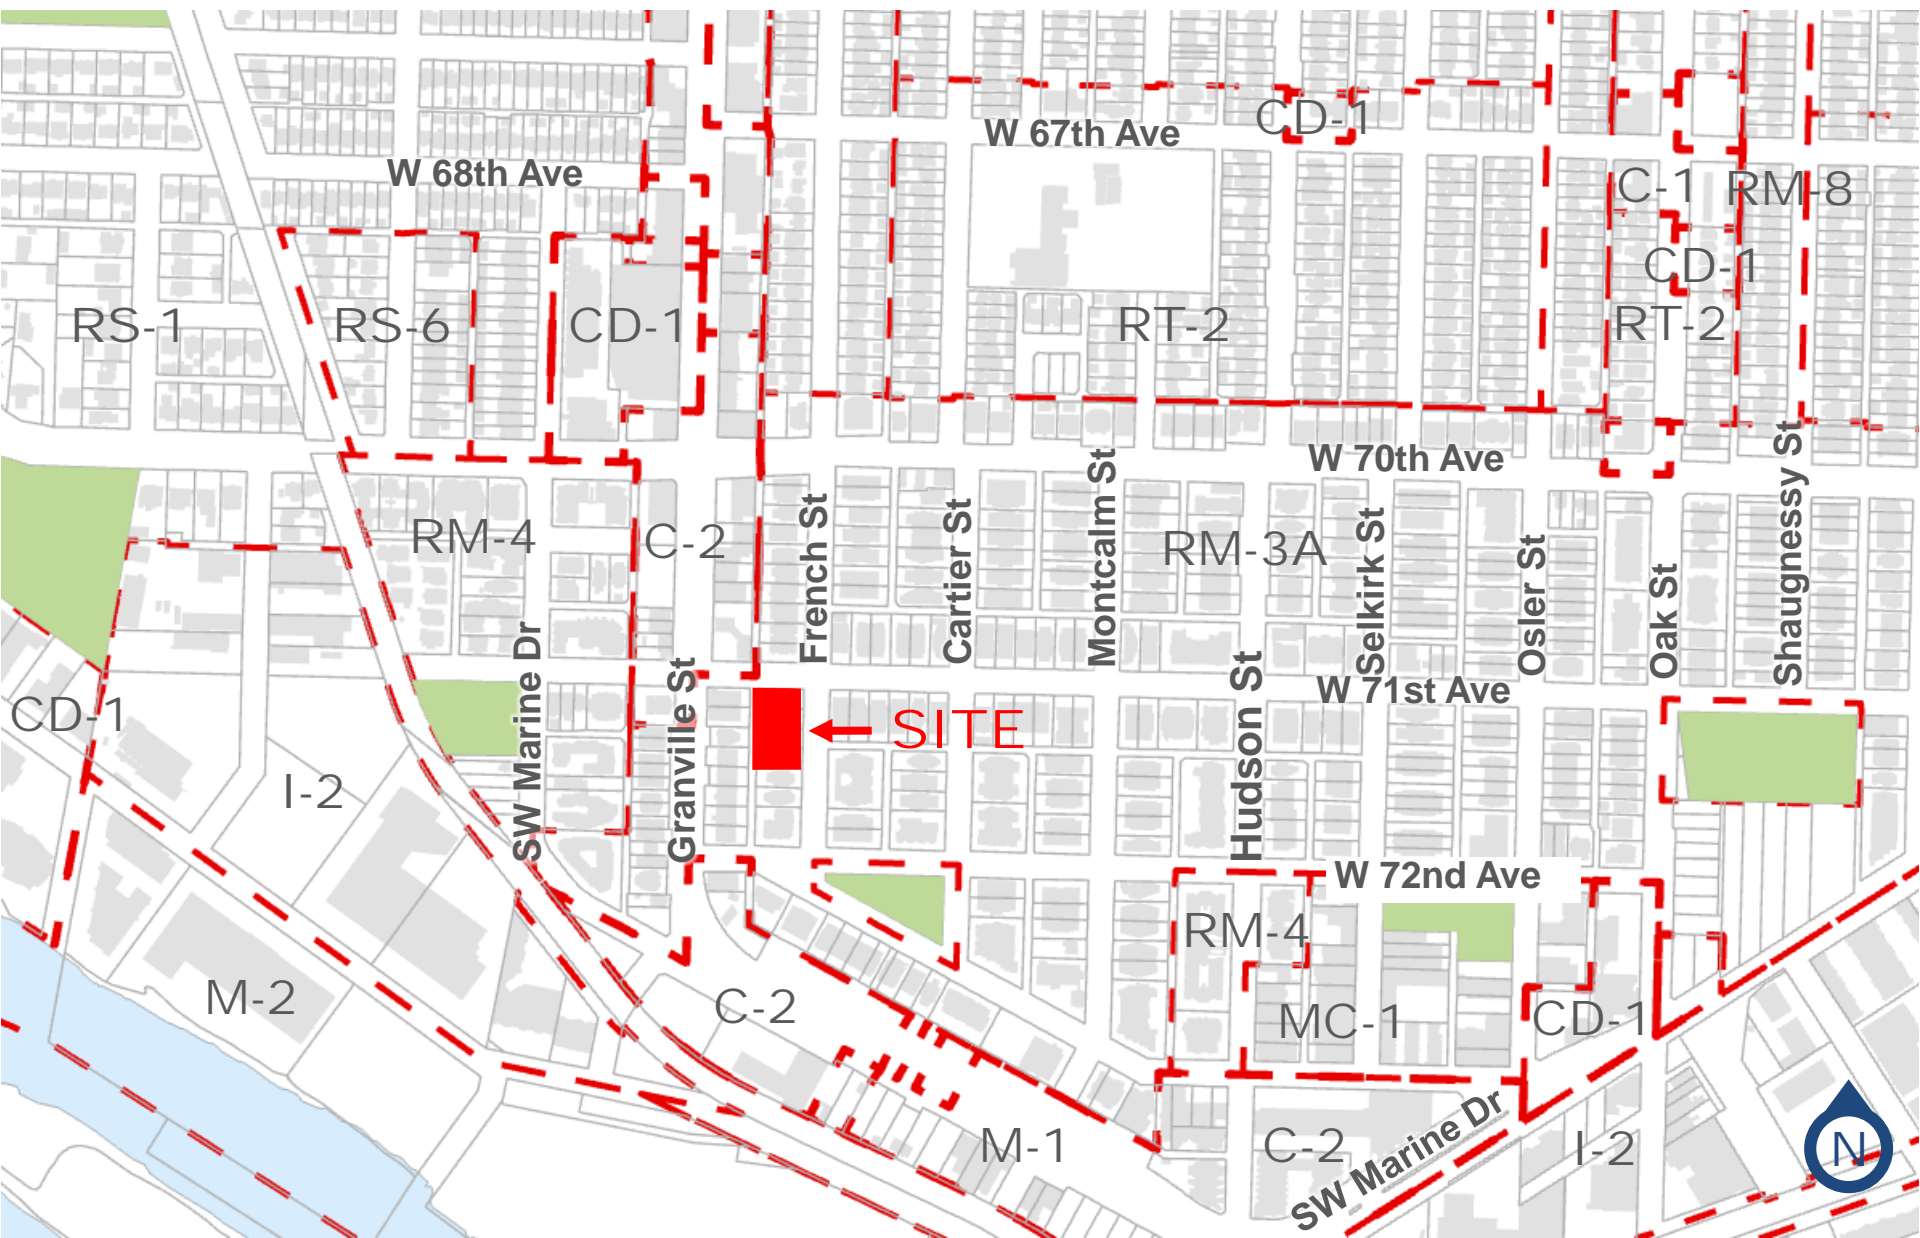 CD-1
W 67th Ave
W 68th Ave
C-1
RM-8
CD-1
RS-1
RS-6
CD-1
RT-2
RT-2
W 70th Ave
RM-4
C-2
French St
Cartier St
Montcalm St
RM-3A
Selkirk St
Osler St
Oak St
Shaugnessy St
SW Marine Dr
Granville St
Hudson St
W 71st Ave
CD-1
SITE
I-2
W 72nd Ave
RM-4
M-2
C-2
MC-1
CD-1
M-1
C-2
SW Marine Dr
I-2
N